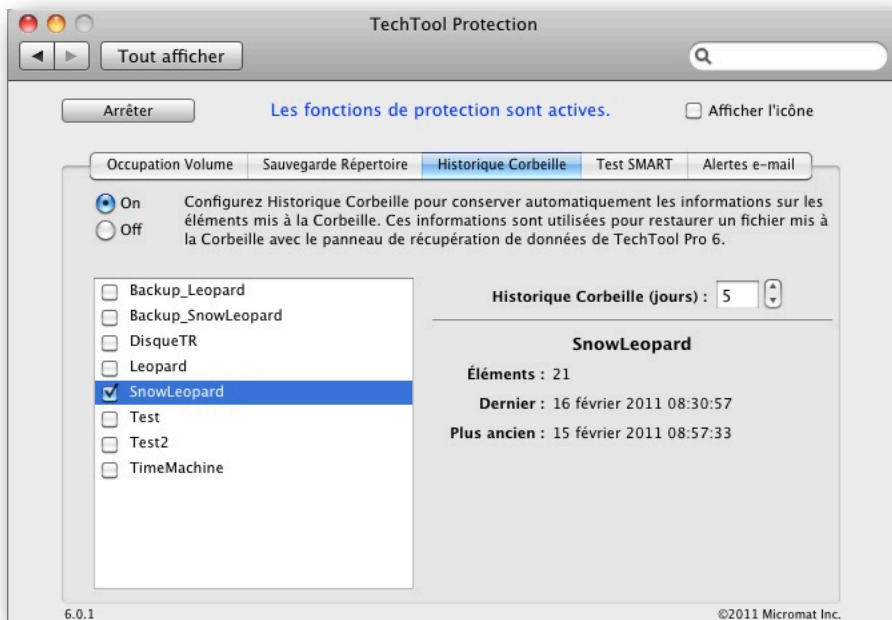 TechTool Protection
Tout afficher
Arrêter
Les fonctions de protection sont actives.
Afficher l'icône
Occupation Volume
Sauvegarde Répertoire
Historique Corbeille
Test SMART
Alertes e-mail
On
Off
Configurez Historique Corbeille pour conserver automatiquement les informations sur les
éléments mis à la Corbeille. Ces informations sont utilisées pour restaurer un fichier mis à
la Corbeille avec le panneau de récupération de données de TechTool Pro 6.
Backup_Leopard
Backup_SnowLeopard
DisqueTR
Leopard
SnowLeopard
Test
Test2
TimeMachine
Historique Corbeille (jours) : 5
SnowLeopard
Éléments : 21
Dernier : 16 février 2011 08:30:57
Plus ancien : 15 février 2011 08:57:33
6.0.1
©2011 Micromat Inc.